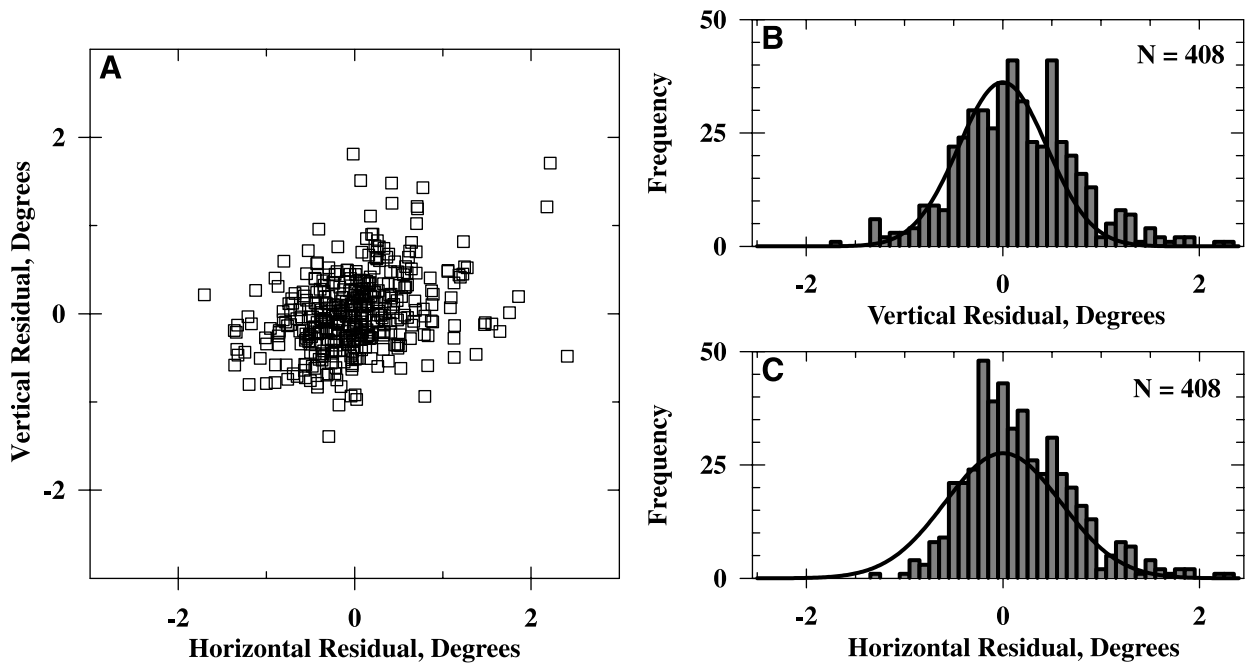 A
2
0
-2
Vertical Residual, Degrees
-2
0
2
Horizontal Residual, Degrees
B
N = 408
50
25
0
Frequency
-2
0
2
Vertical Residual, Degrees
C
N = 408
50
25
0
Frequency
-2
0
2
Horizontal Residual, Degrees